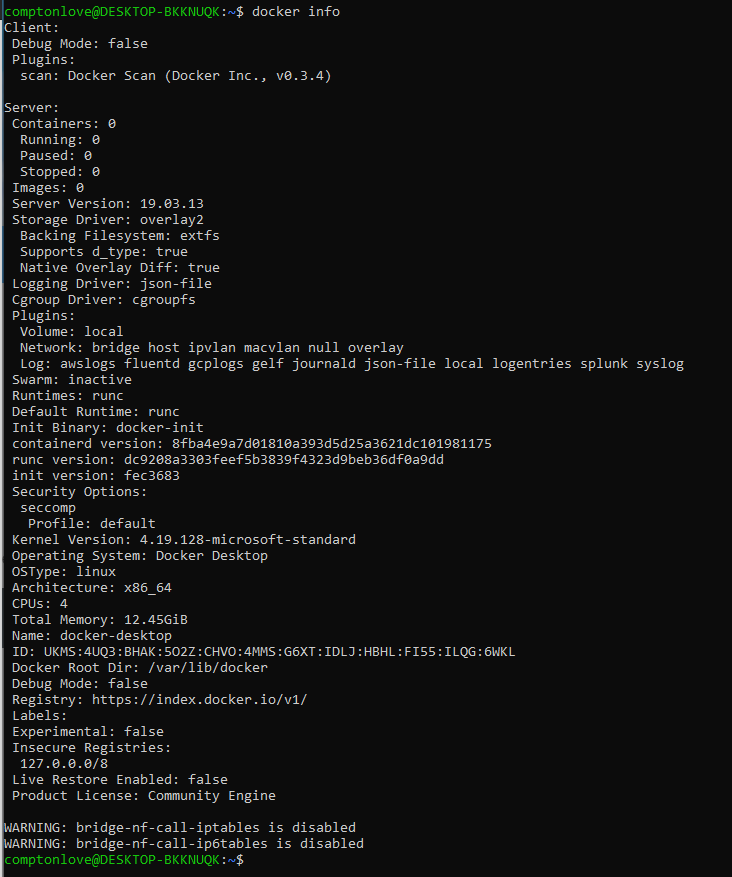 comptonlove@DESKTOP-BKKNUQK:~$ docker info
Client:
 Debug Mode: false
 Plugins:
  scan: Docker Scan (Docker Inc., v0.3.4)

Server:
 Containers: 0
  Running: 0
  Paused: 0
  Stopped: 0
 Images: 0
 Server Version: 19.03.13
 Storage Driver: overlay2
  Backing Filesystem: extfs
  Supports d_type: true
  Native Overlay Diff: true
 Logging Driver: json-file
 Cgroup Driver: cgroupfs
 Plugins:
  Volume: local
  Network: bridge host ipvlan macvlan null overlay
  Log: awslogs fluentd gcplogs gelf journald json-file local logentries splunk syslog
 Swarm: inactive
 Runtimes: runc
 Default Runtime: runc
 Init Binary: docker-init
 containerd version: 8fba4e9a7d01810a393d5d25a3621dc101981175
 runc version: dc9208a3303feef5b3839f4323d9beb36df0a9dd
 init version: fec3683
 Security Options:
  seccomp
   Profile: default
 Kernel Version: 4.19.128-microsoft-standard
 Operating System: Docker Desktop
 OSType: linux
 Architecture: x86_64
 CPUs: 4
 Total Memory: 12.45GiB
 Name: docker-desktop
 ID: UKMS:4UQ3:BHAK:5O2Z:CHVO:4MMS:G6XT:IDLJ:HBHL:FI55:ILQG:6WKL
 Docker Root Dir: /var/lib/docker
 Debug Mode: false
 Registry: https://index.docker.io/v1/
 Labels:
 Experimental: false
 Insecure Registries:
  127.0.0.0/8
 Live Restore Enabled: false
 Product License: Community Engine

WARNING: bridge-nf-call-iptables is disabled
WARNING: bridge-nf-call-ip6tables is disabled
comptonlove@DESKTOP-BKKNUQK:~$